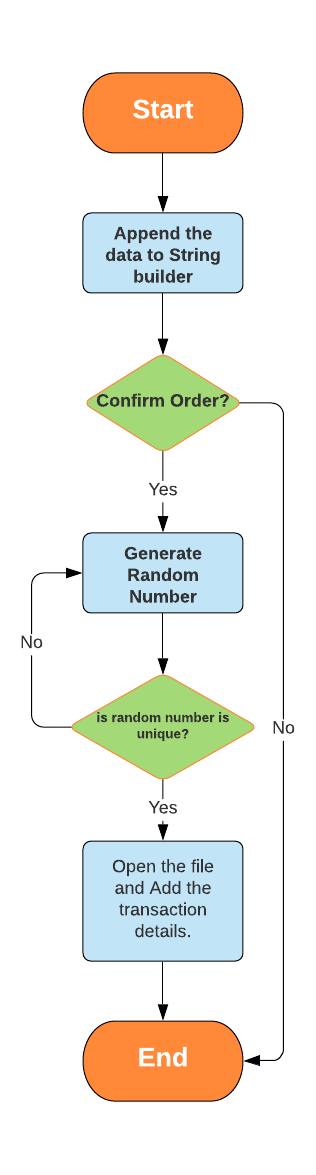 Start
Append the
data to String
builder
Confirm Order?
Yes
Generate
Random
Number
No
is random number is
unique?
No
Yes
Open the file
and Add the
transaction
details.
End